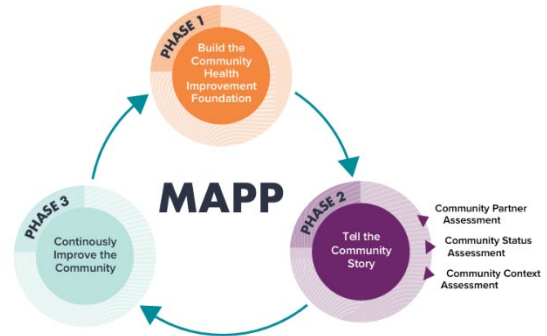 PHASE 1
Build the
Community
Health
Improvement
Foundation
MAPP
PHASE 2
Tell the
Community
Story
Community Partner
Assessment
Community Status
Assessment
Community Context
Assessment
PHASE 3
Continously
Improve the
Community